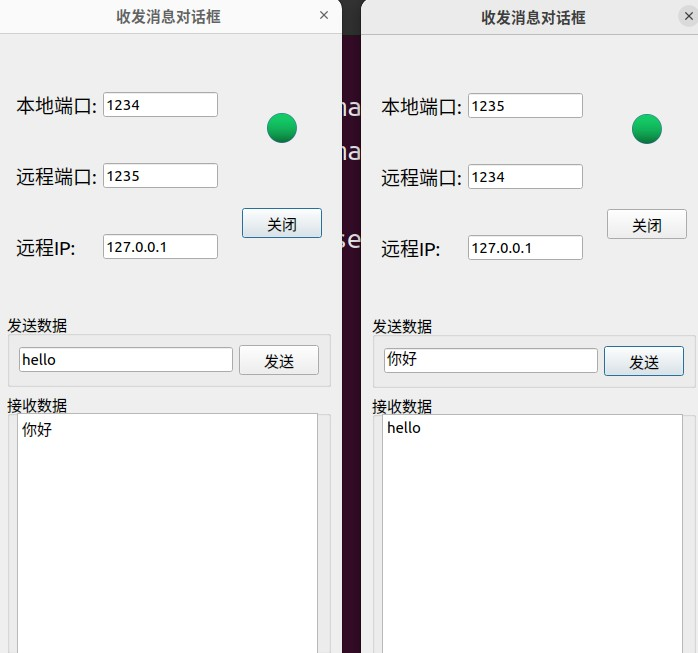 收发消息对话框
本地端口: 1234
远程端口: 1235
关闭
远程IP: 127.0.0.1
发送数据
hello 发送
接收数据
你好
na
na
se
收发消息对话框
本地端口: 1235
远程端口: 1234
关闭
远程IP: 127.0.0.1
发送数据
你好 发送
接收数据
hello